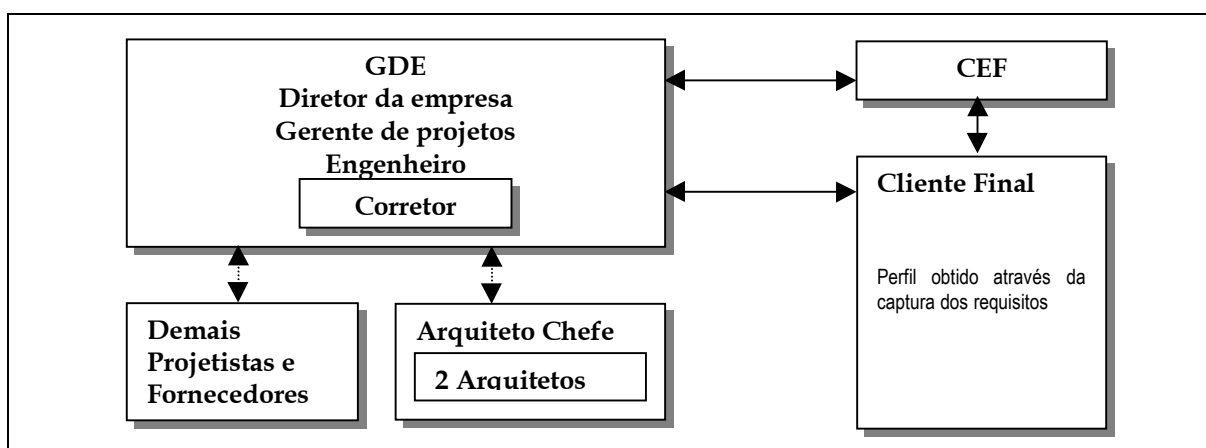 GDE
Diretor da empresa
Gerente de projetos
Engenheiro
Corretor
CEF
Cliente Final
Perfil obtido através da
captura dos requisitos
Demais
Projetistas e
Fornecedores
Arquiteto Chefe
2 Arquitetos